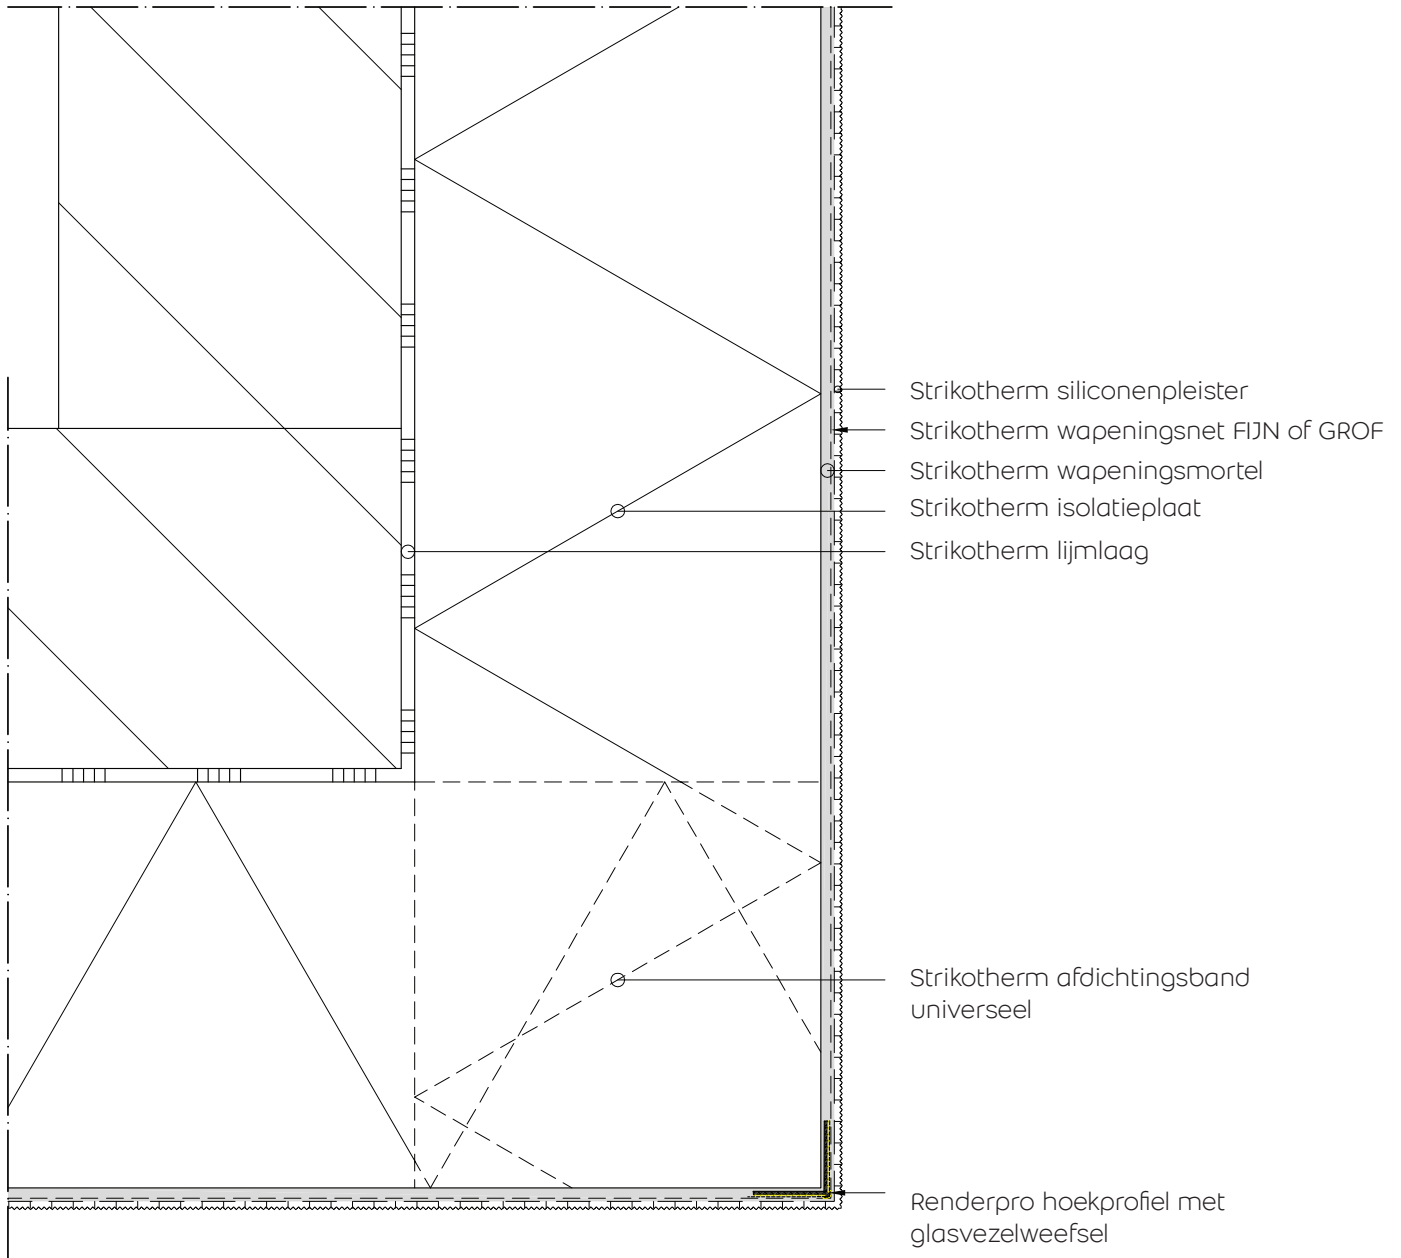 Strikotherm siliconenpleister
Strikotherm wapeningsnet FIJN of GROF
Strikotherm wapeningsmortel
Strikotherm isolatieplaat
Strikotherm lijmlaag
Strikotherm afdichtingsband
universeel
Renderpro hoekprofiel met
glasvezelweefsel